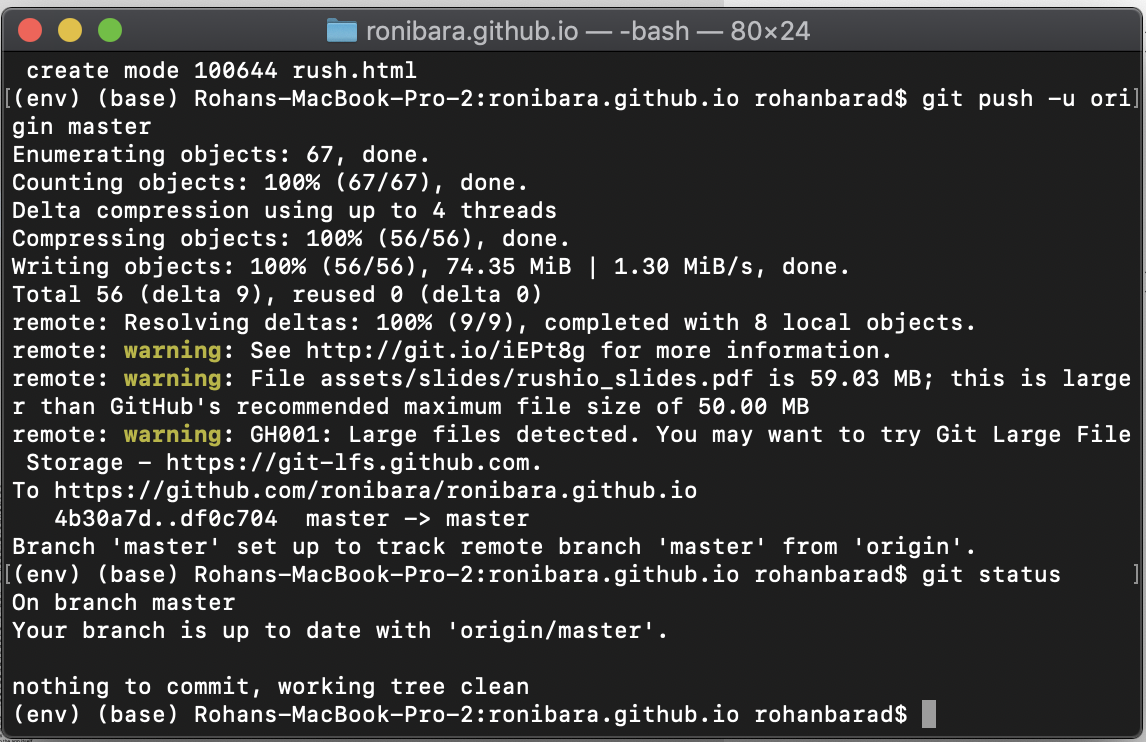 ronibara.github.io — -bash — 80×24
 create mode 100644 rush.html
[(env) (base) Rohans-MacBook-Pro-2:ronibara.github.io rohanbarad$ git push -u ori]
gin master
Enumerating objects: 67, done.
Counting objects: 100% (67/67), done.
Delta compression using up to 4 threads
Compressing objects: 100% (56/56), done.
Writing objects: 100% (56/56), 74.35 MiB | 1.30 MiB/s, done.
Total 56 (delta 9), reused 0 (delta 0)
remote: Resolving deltas: 100% (9/9), completed with 8 local objects.
remote: warning: See http://git.io/iEPt8g for more information.
remote: warning: File assets/slides/rushio_slides.pdf is 59.03 MB; this is large
r than GitHub's recommended maximum file size of 50.00 MB
remote: warning: GH001: Large files detected. You may want to try Git Large File
 Storage - https://git-lfs.github.com.
To https://github.com/ronibara/ronibara.github.io
   4b30a7d..df0c704  master -> master
Branch 'master' set up to track remote branch 'master' from 'origin'.
[(env) (base) Rohans-MacBook-Pro-2:ronibara.github.io rohanbarad$ git status     ]
On branch master
Your branch is up to date with 'origin/master'.

nothing to commit, working tree clean
(env) (base) Rohans-MacBook-Pro-2:ronibara.github.io rohanbarad$